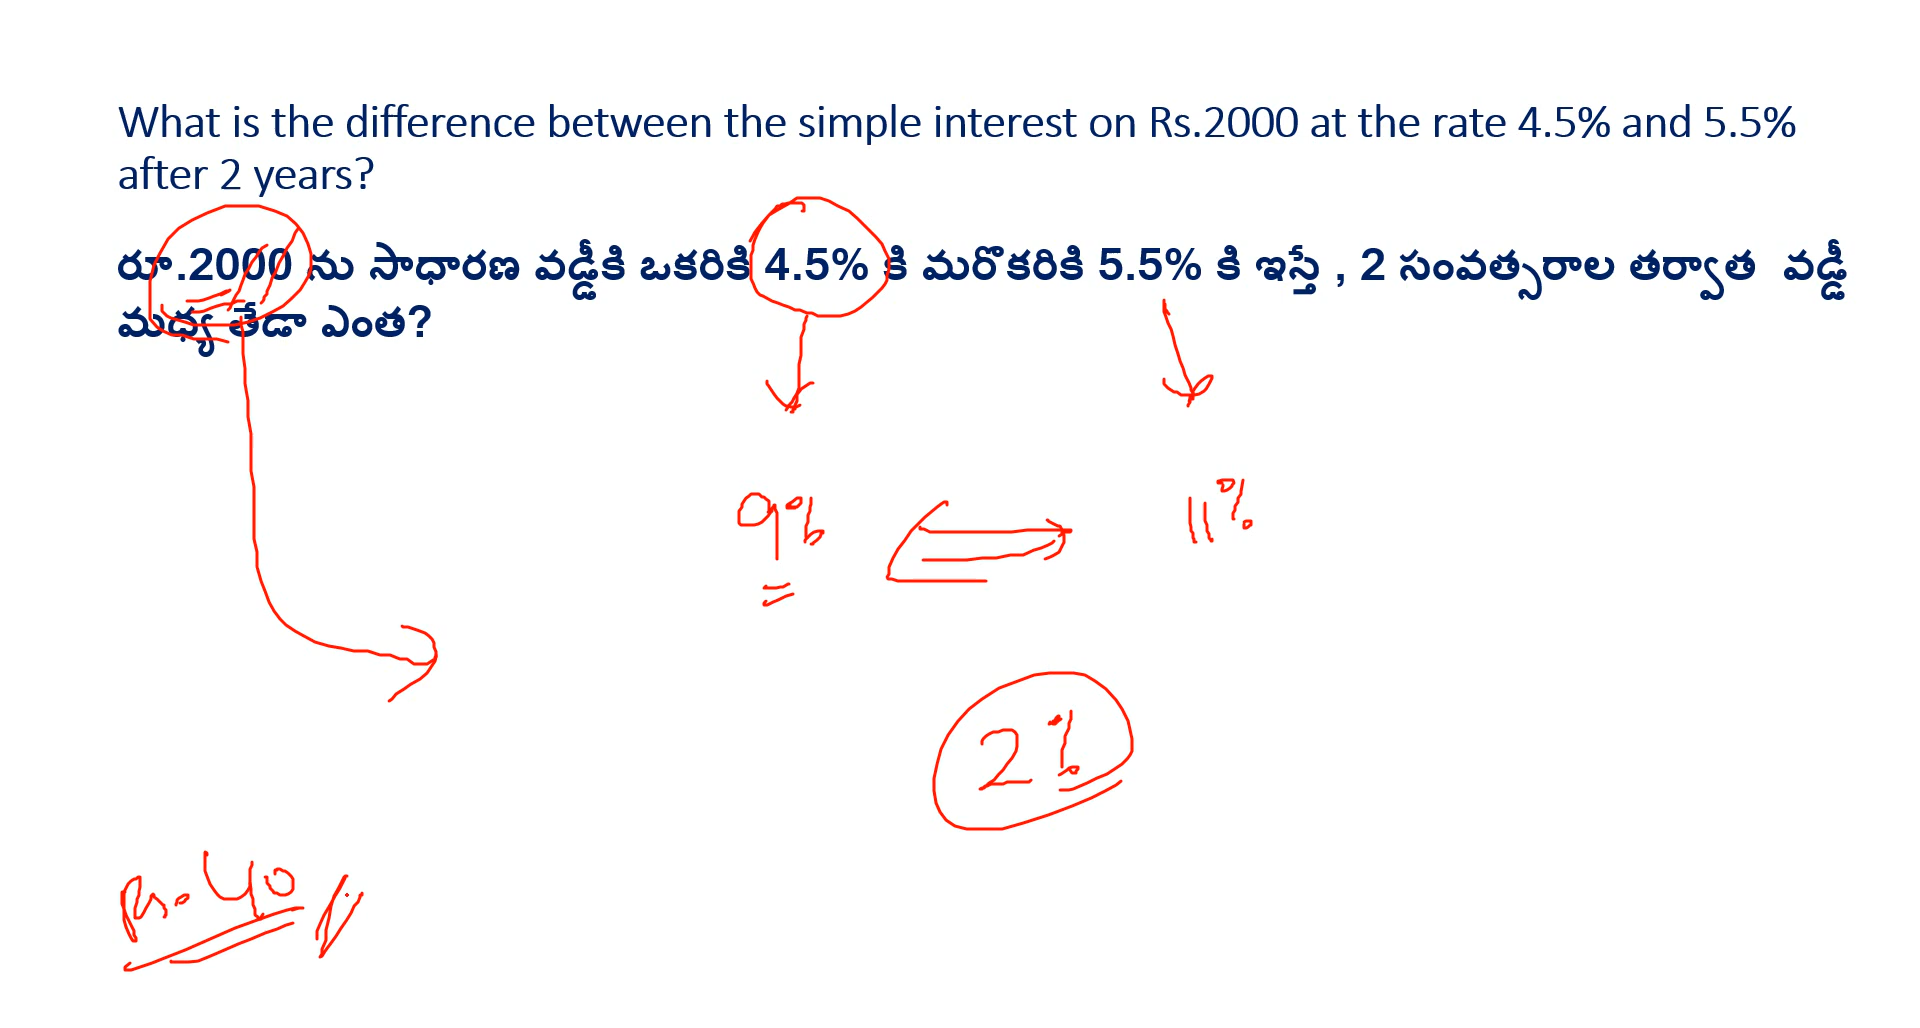 What is the difference between the simple interest on Rs.2000 at the rate 4.5% and 5.5%
after 2 years?
రూ.2000 ను సాధారణ వడ్డీకి ఒకరికి 4.5% కి మరొకరికి 5.5% కి ఇస్తే , 2 సంవత్సరాల తర్వాత వడ్డీ
మధ్య తేడా ఎంత?
9% 11%
2%
Rs. 40